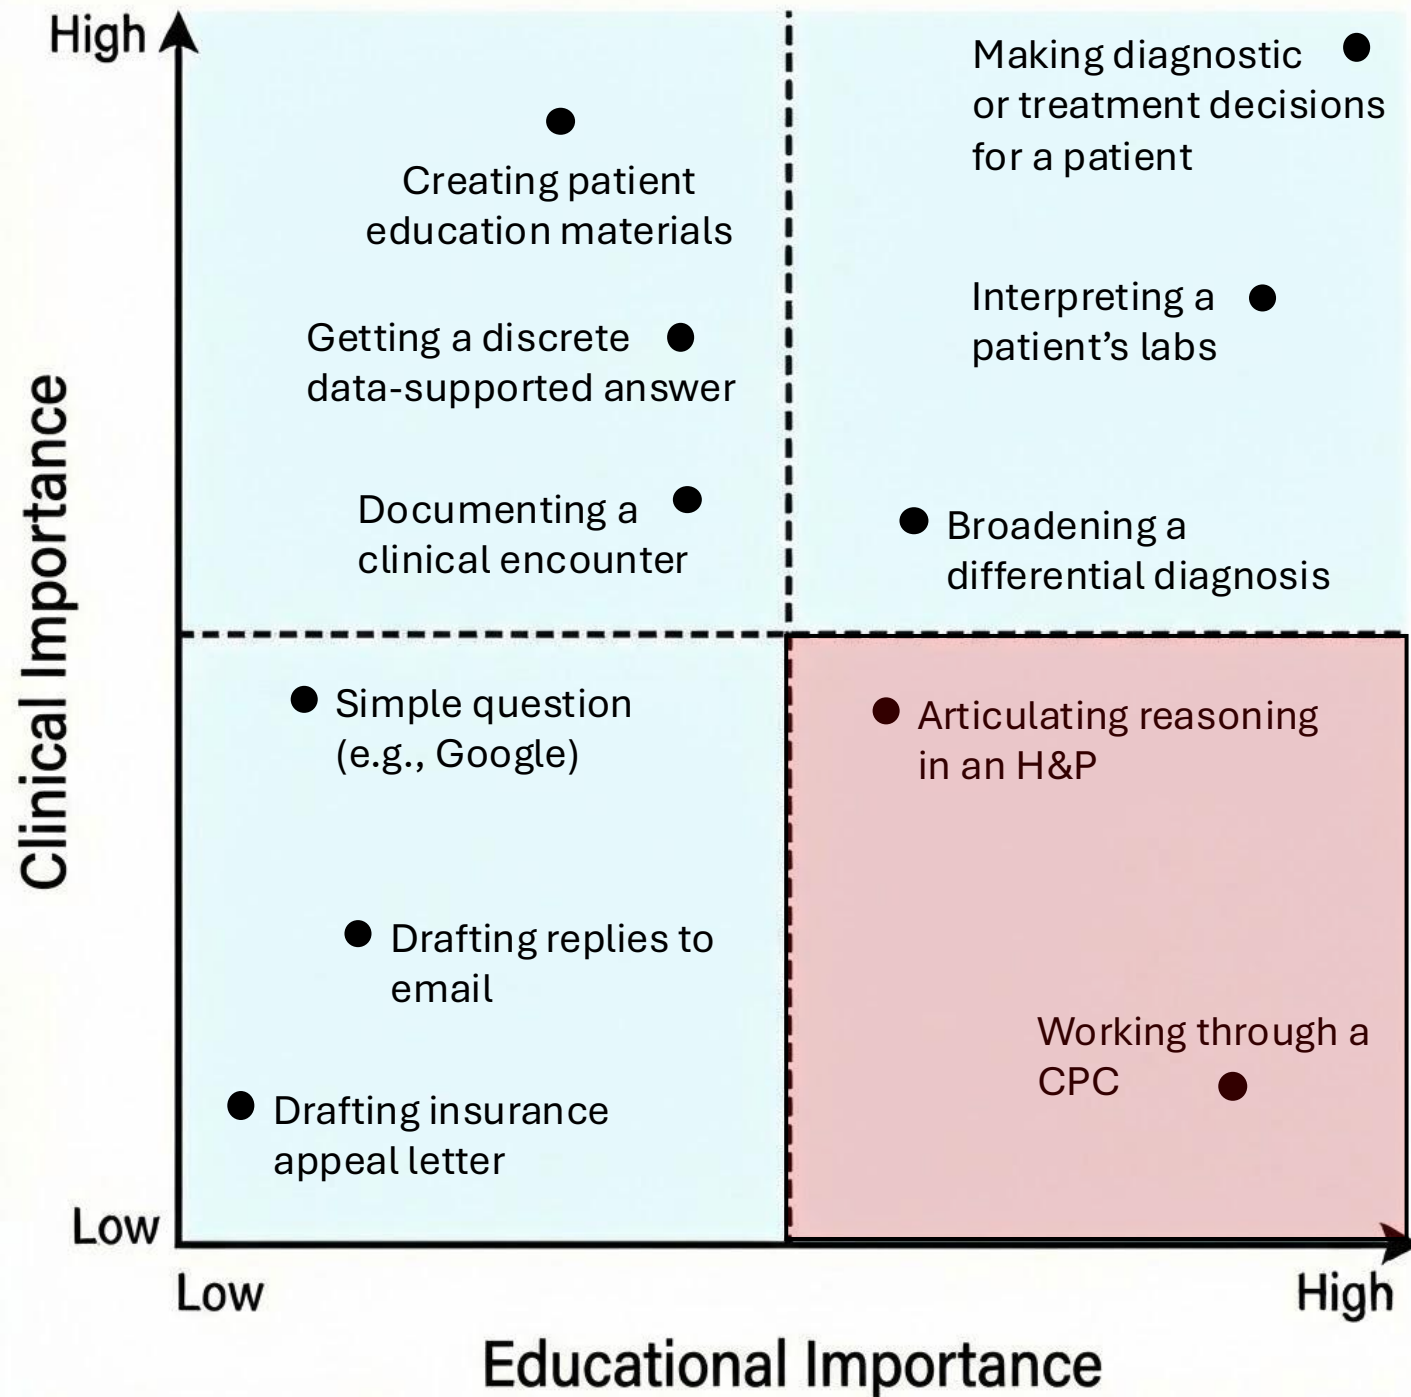 High
Making diagnostic
or treatment decisions
for a patient
Creating patient
education materials
Interpreting a
patient’s labs
Getting a discrete
data-supported answer
Documenting a
clinical encounter
Broadening a
differential diagnosis
Clinical Importance
Simple question
(e.g., Google)
Articulating reasoning
in an H&P
Drafting replies to
email
Working through a
CPC
Drafting insurance
appeal letter
Low
Low
High
Educational Importance